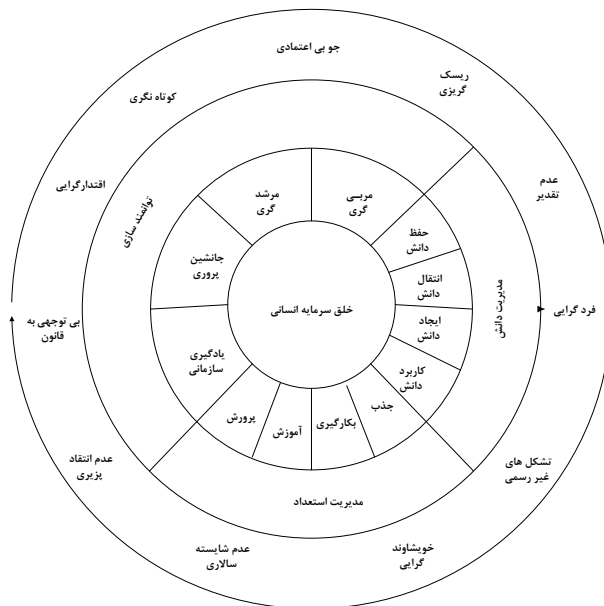 جو بی اعتمادی
ریسک
گریزی
کوتاه نگری
عدم
تقدیر
اقتدارگرایی
توانمند سازی
مرشد
گری
مربی
گری
حفظ
دانش
جانشین
پروری
انتقال
دانش
مدیریت دانش
خلق سرمایه انسانی
فرد گرایی
بی توجهی به
قانون
ایجاد
دانش
یادگیری
سازمانی
کاربرد
دانش
جذب
بکارگیری
آموزش
پرورش
عدم انتقاد
پزیری
تشکل های
غیر رسمی
مدیریت استعداد
عدم شایسته
سالاری
خویشاوند
گرایی